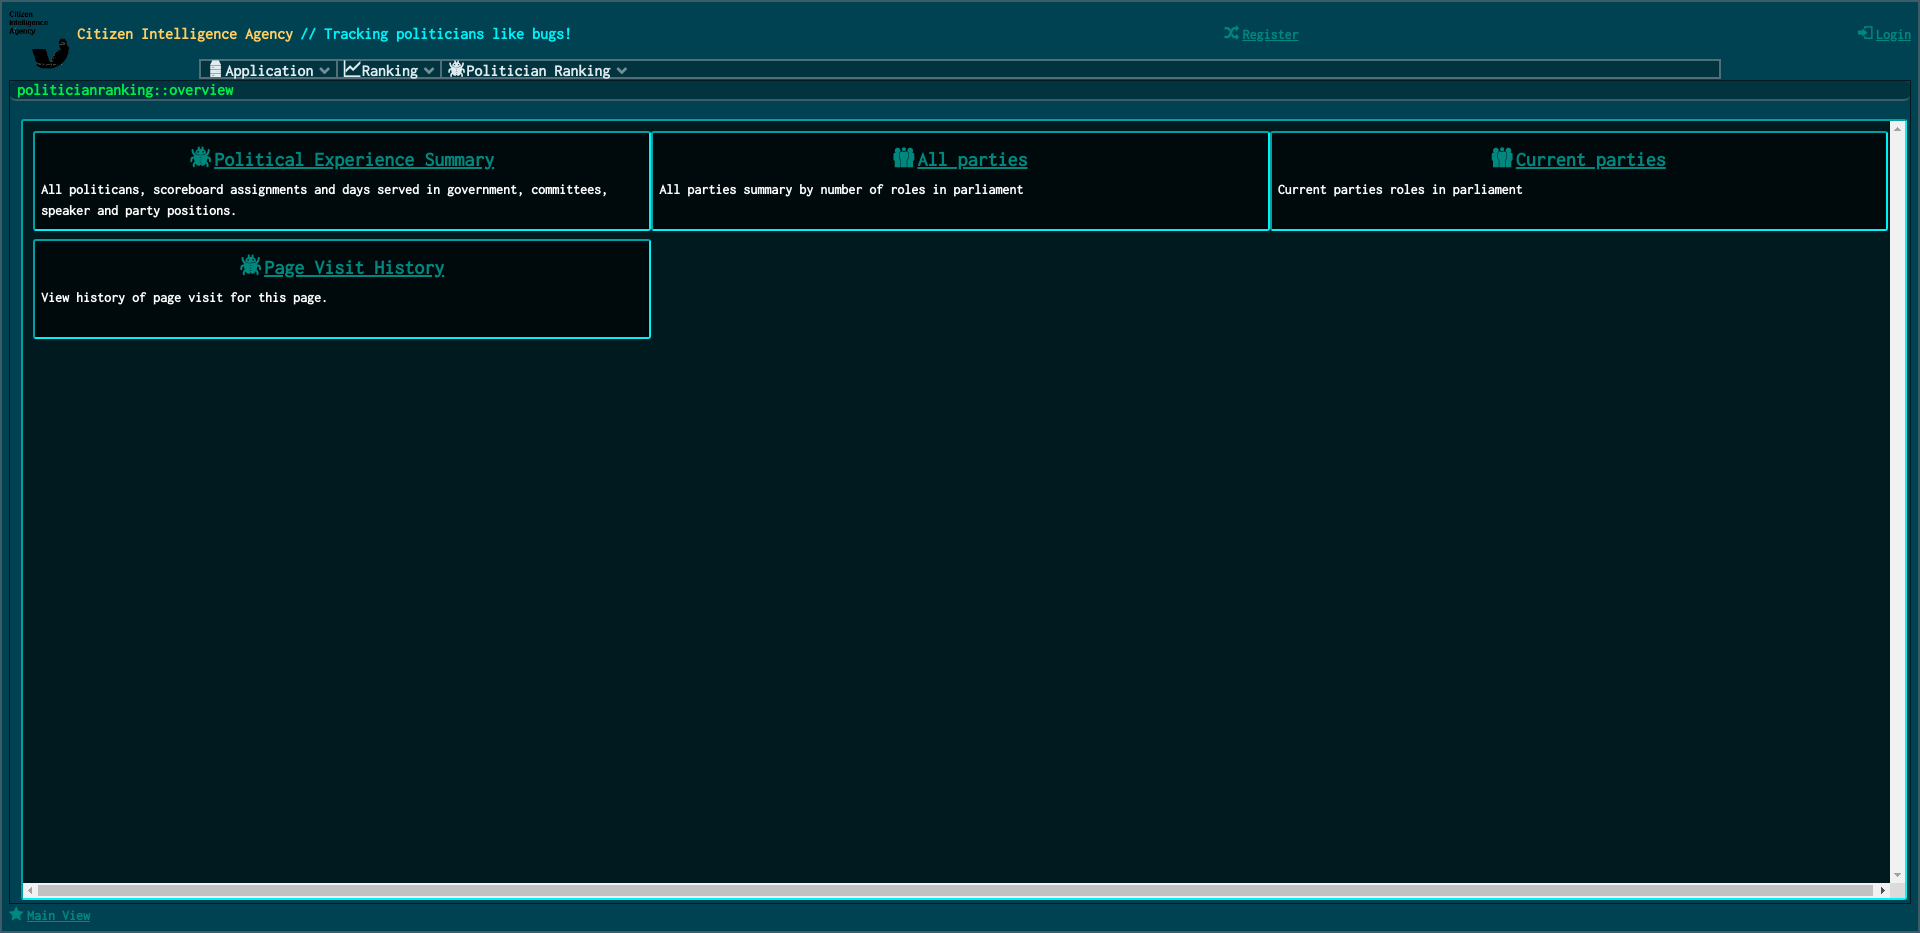 Citizen
Intelligence
Agency
Citizen Intelligence Agency // Tracking politicians like bugs!
Register
Login
Application
Ranking
Politician Ranking
politicianranking::overview
Political Experience Summary
All politicans, scoreboard assignments and days served in government, committees,
speaker and party positions.
All parties
All parties summary by number of roles in parliament
Current parties
Current parties roles in parliament
Page Visit History
View history of page visit for this page.
Main View